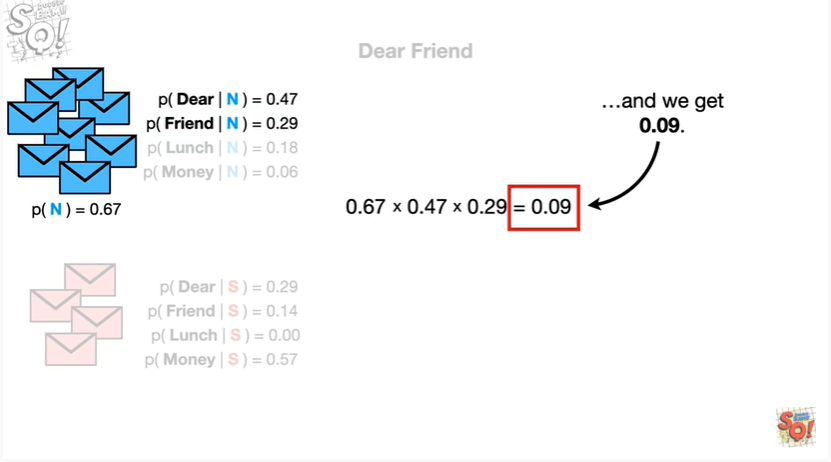 Dear Friend
p( Dear | N ) = 0.47
p( Friend | N ) = 0.29
p( Lunch | N ) = 0.18
p( Money | N ) = 0.06
p( N ) = 0.67
...and we get
0.09.
0.67 x 0.47 x 0.29 = 0.09
p( Dear | S ) = 0.29
p( Friend | S ) = 0.14
p( Lunch | S ) = 0.00
p( Money | S ) = 0.57
SQ!